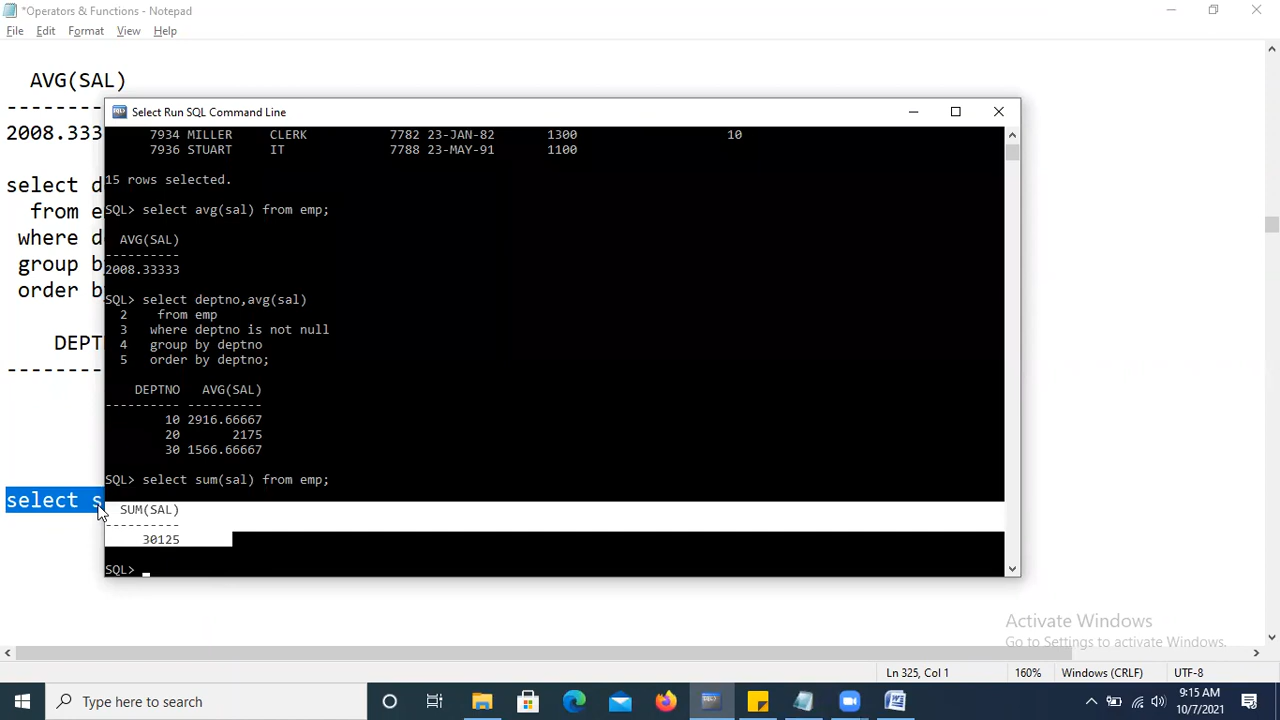 *Operators & Functions - Notepad
File Edit Format View Help
AVG(SAL)
--------
2008.333
select d
from e
where d
group b
order b
DEPT
--------
select s
Select Run SQL Command Line
7934 MILLER CLERK 7782 23-JAN-82 1300 10
7936 STUART IT 7788 23-MAY-91 1100
15 rows selected.
SQL> select avg(sal) from emp;
AVG(SAL)
----------
2008.33333
SQL> select deptno,avg(sal)
2 from emp
3 where deptno is not null
4 group by deptno
5 order by deptno;
DEPTNO AVG(SAL)
---------- ----------
10 2916.66667
20 2175
30 1566.66667
SQL> select sum(sal) from emp;
SUM(SAL)
----------
30125
SQL>
Activate Windows
Go to Settings to activate Windows.
Ln 325, Col 1 160% Windows (CRLF) UTF-8
Type here to search
9:15 AM
10/7/2021